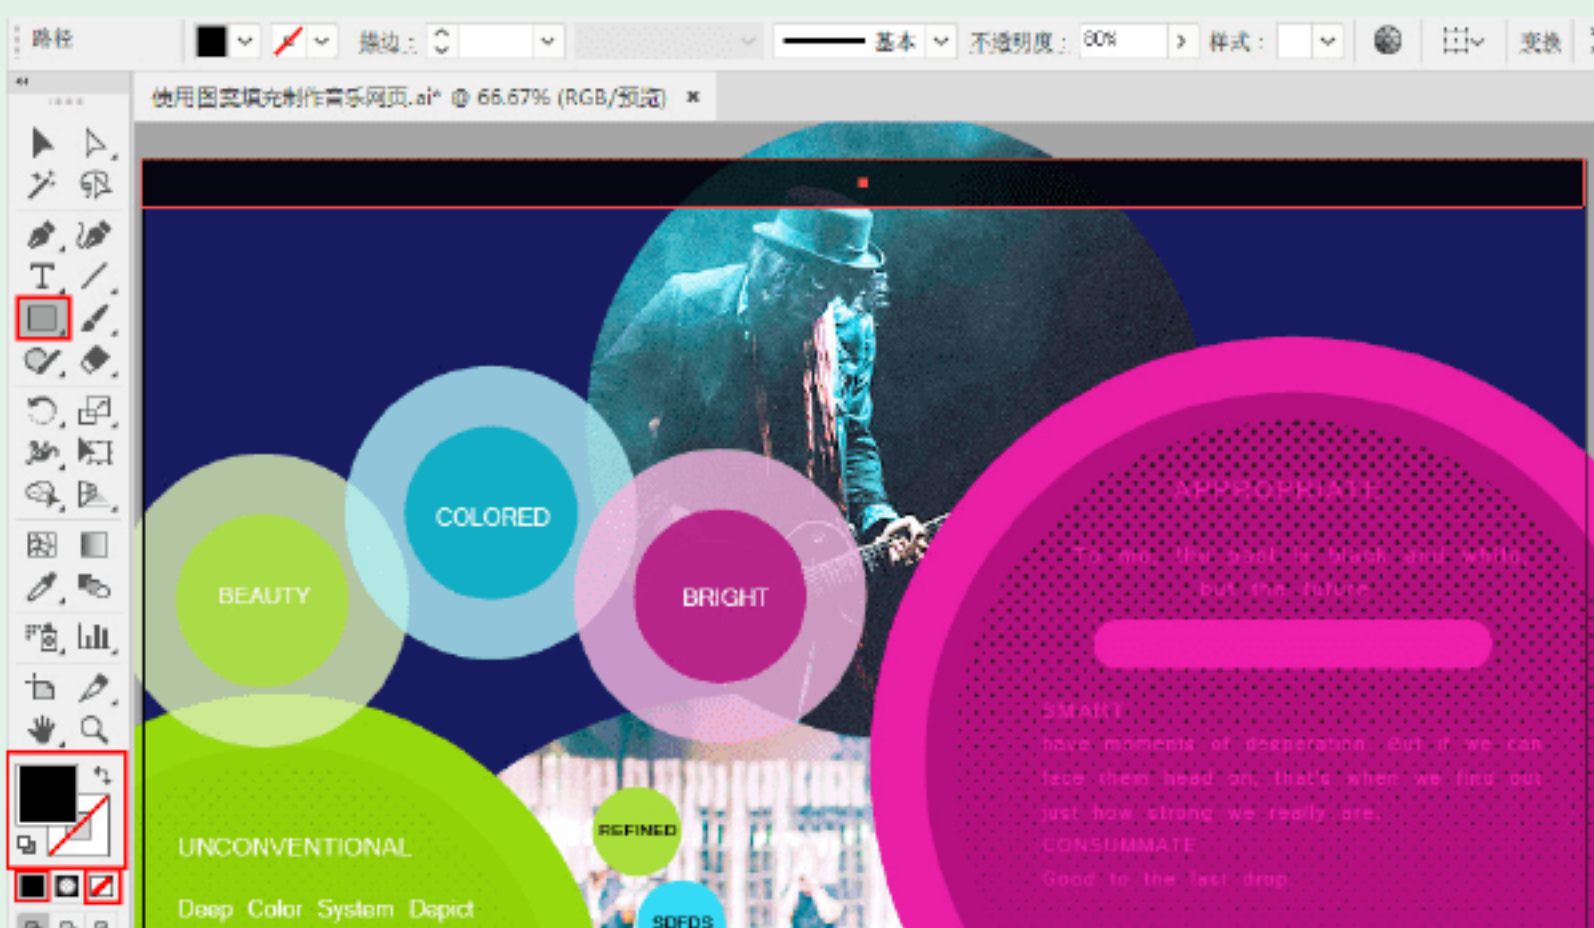 路径
描边：
基本
不透明度：
80%
样式：
变换
使用图案填充制作音乐网页.ai* @ 66.67% (RGB/预览)
COLORED
BEAUTY
BRIGHT
APPROPRIATE
To me, the past is black and white,
but the future
SMART
have moments of desperation. But if we can
face them head on, that's when we find out
just how strong we really are.
CONSUMMATE
Good to the last drop
REFINED
UNCONVENTIONAL
Deep Color System Depict
SDFDS